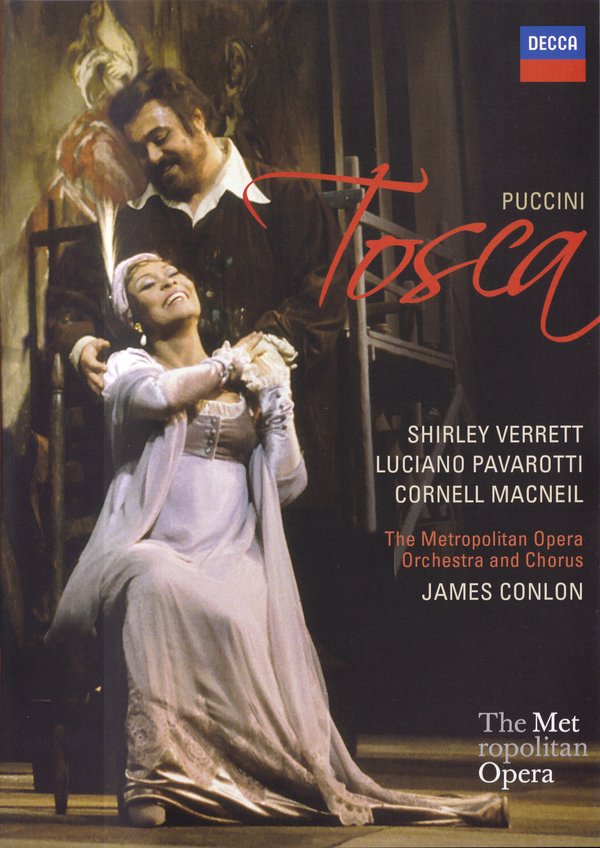 DECCA
PUCCINI
Tosca
SHIRLEY VERRETT
LUCIANO PAVAROTTI
CORNELL MACNEIL
The Metropolitan Opera
Orchestra and Chorus
JAMES CONLON
The Met
ropolitan
Opera